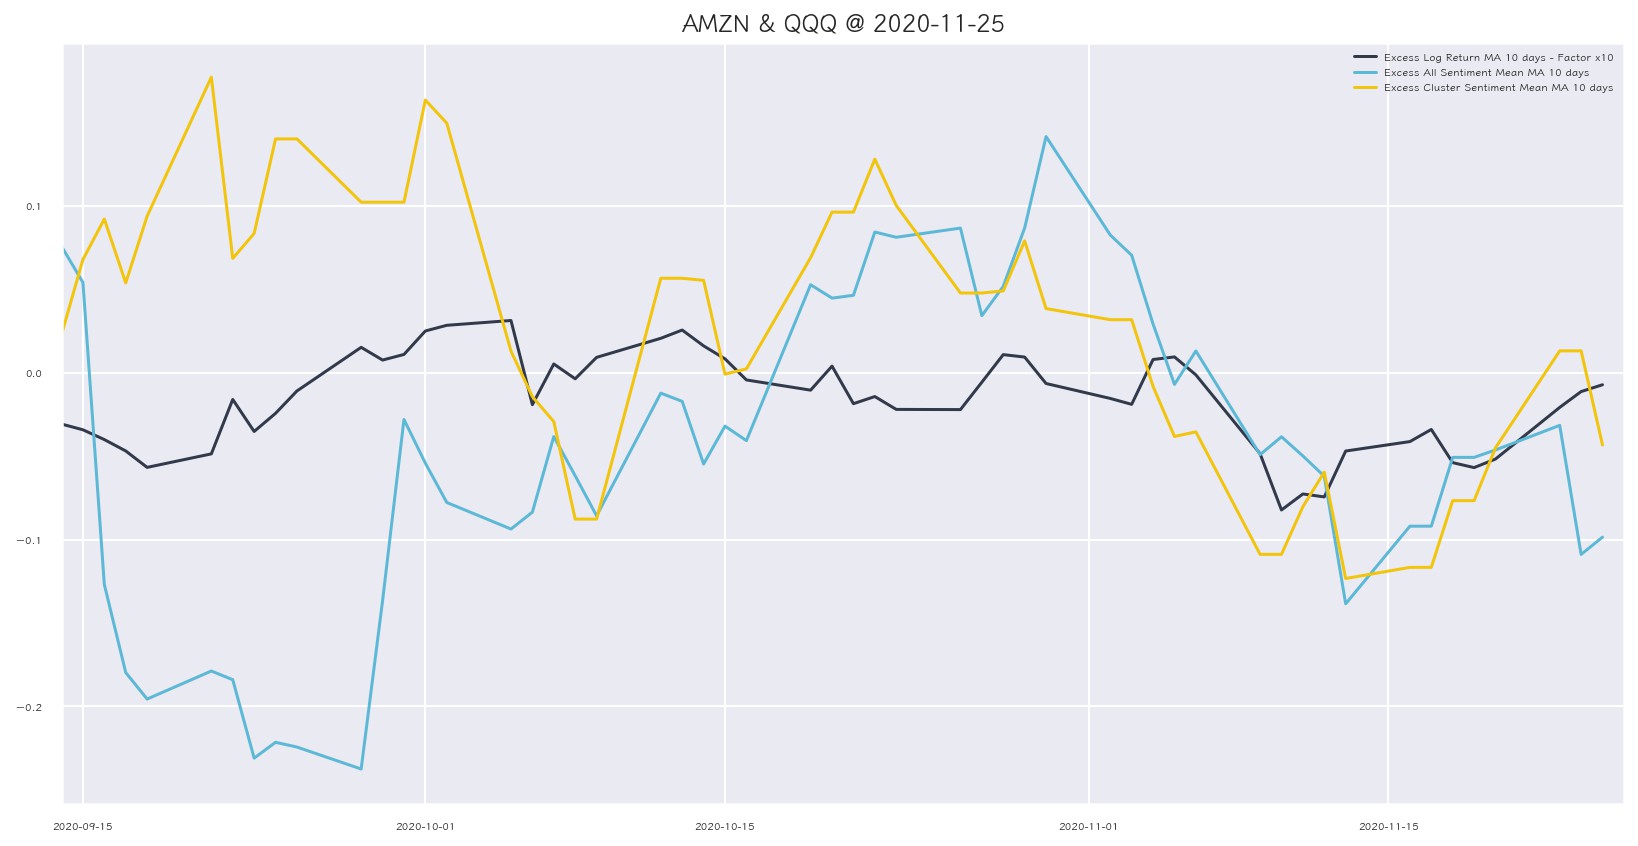 AMZN & QQQ @ 2020-11-25
Excess Log Return MA 10 days - Factor x10
Excess All Sentiment Mean MA 10 days
Excess Cluster Sentiment Mean MA 10 days
0.1
0.0
−0.1
−0.2
2020-09-15
2020-10-01
2020-10-15
2020-11-01
2020-11-15